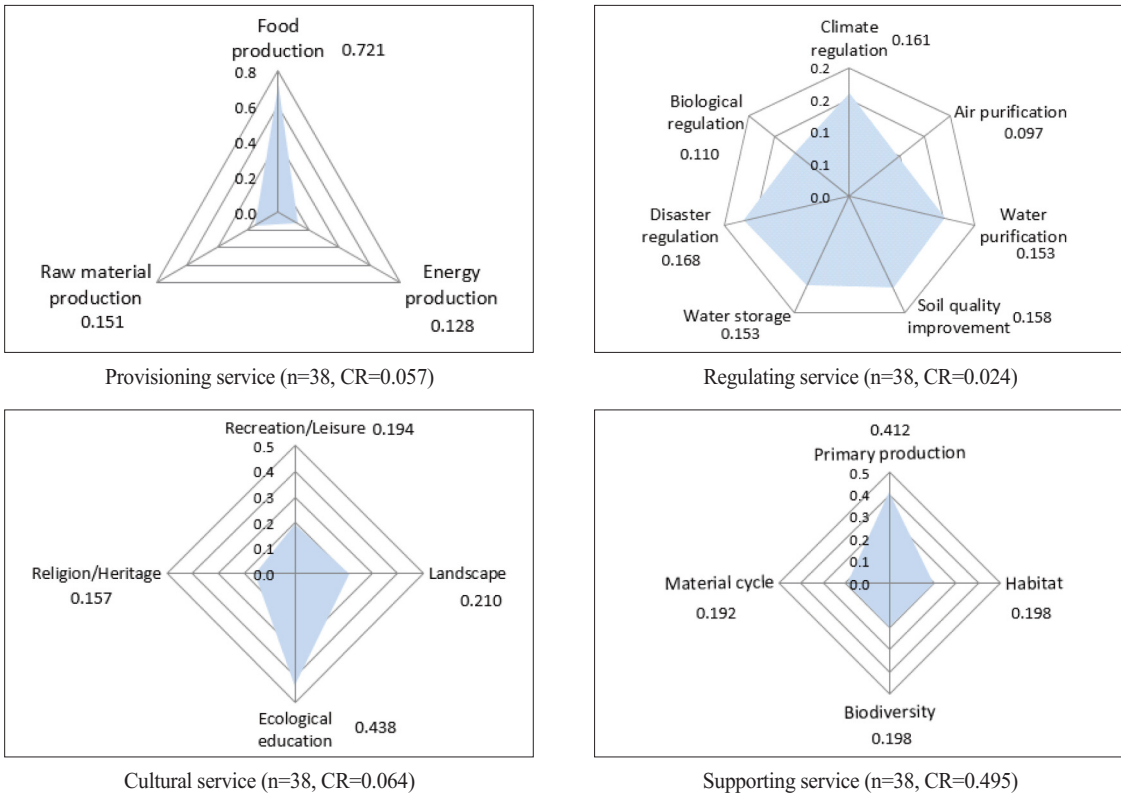 Food
production 0.721
0.8
0.6
0.4
0.2
0.0
Raw material
production
0.151
Energy
production
0.128
Provisioning service (n=38, CR=0.057)
Climate
regulation 0.161
0.2
0.2
0.1
0.1
0.0
Biological
regulation
0.110
Air purification
0.097
Disaster
regulation
0.168
Water
purification
0.153
Water storage
0.153
Soil quality
improvement 0.158
Regulating service (n=38, CR=0.024)
Recreation/Leisure 0.194
0.5
0.4
0.3
0.2
0.1
0.0
Religion/Heritage
0.157
Landscape
0.210
Ecological
education 0.438
Cultural service (n=38, CR=0.064)
0.412
Primary production
0.5
0.4
0.3
0.2
0.1
0.0
Material cycle
0.192
Habitat
0.198
Biodiversity
0.198
Supporting service (n=38, CR=0.495)